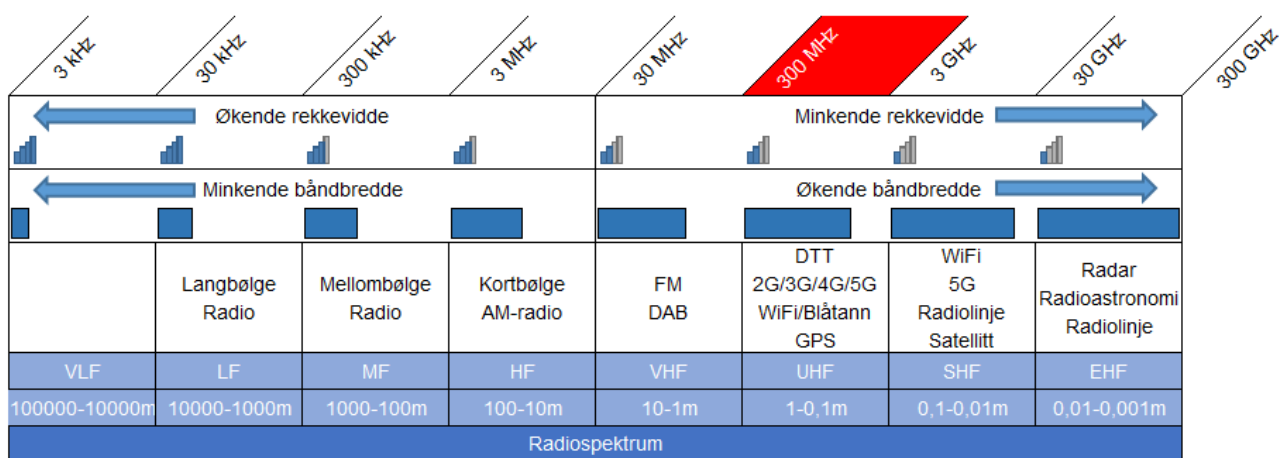 3 kHz
30 kHz
300 kHz
3 MHz
30 MHz
300 MHz
3 GHz
30 GHz
300 GHz
Økende rekkevidde
Minkende rekkevidde
Minkende båndbredde
Økende båndbredde
Langbølge
Radio
Mellombølge
Radio
Kortbølge
AM-radio
FM
DAB
DTT
2G/3G/4G/5G
WiFi/Blåtann
GPS
WiFi
5G
Radiolinje
Satellitt
Radar
Radioastronomi
Radiolinje
VLF
LF
MF
HF
VHF
UHF
SHF
EHF
100000-10000m
10000-1000m
1000-100m
100-10m
10-1m
1-0,1m
0,1-0,01m
0,01-0,001m
Radiospektrum